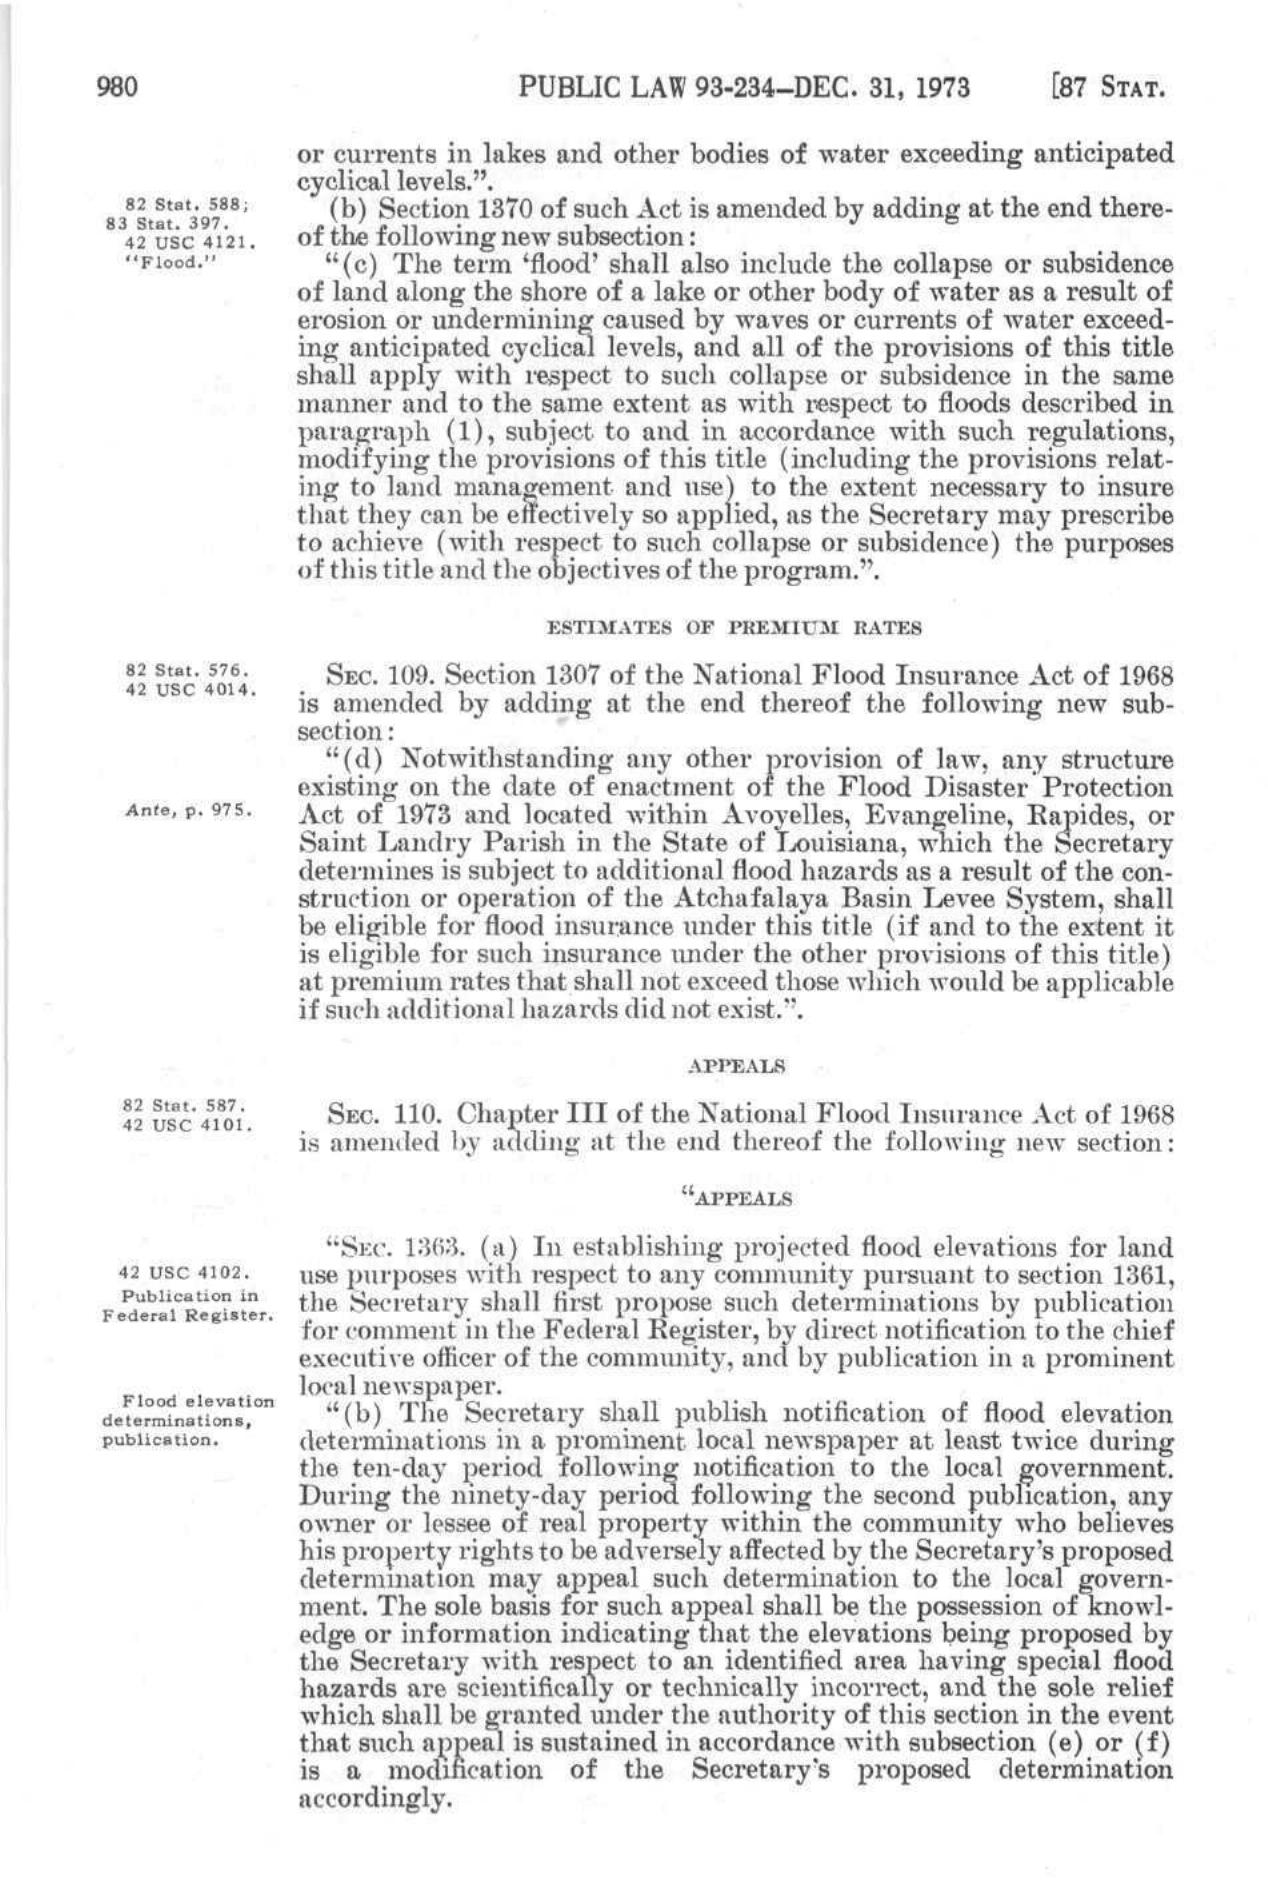 980
PUBLIC LAW 93-234—DEC. 31, 1973
[87 STAT.
or currents in lakes and other bodies of water exceeding anticipated
cyclical levels.”.
82 Stat. 588;
83 Stat. 397.
42 USC 4121.
"Flood."
(b) Section 1370 of such Act is amended by adding at the end there-
of the following new subsection:
“(c) The term ‘flood’ shall also include the collapse or subsidence
of land along the shore of a lake or other body of water as a result of
erosion or undermining caused by waves or currents of water exceed-
ing anticipated cyclical levels, and all of the provisions of this title
shall apply with respect to such collapse or subsidence in the same
manner and to the same extent as with respect to floods described in
paragraph (1), subject to and in accordance with such regulations,
modifying the provisions of this title (including the provisions relat-
ing to land management and use) to the extent necessary to insure
that they can be effectively so applied, as the Secretary may prescribe
to achieve (with respect to such collapse or subsidence) the purposes
of this title and the objectives of the program.”.
ESTIMATES OF PREMIUM RATES
82 Stat. 576.
42 USC 4014.
SEC. 109. Section 1307 of the National Flood Insurance Act of 1968
is amended by adding at the end thereof the following new sub-
section:
“(d) Notwithstanding any other provision of law, any structure
existing on the date of enactment of the Flood Disaster Protection
Ante, p. 975.
Act of 1973 and located within Avoyelles, Evangeline, Rapides, or
Saint Landry Parish in the State of Louisiana, which the Secretary
determines is subject to additional flood hazards as a result of the con-
struction or operation of the Atchafalaya Basin Levee System, shall
be eligible for flood insurance under this title (if and to the extent it
is eligible for such insurance under the other provisions of this title)
at premium rates that shall not exceed those which would be applicable
if such additional hazards did not exist.”.
APPEALS
82 Stat. 587.
42 USC 4101.
SEC. 110. Chapter III of the National Flood Insurance Act of 1968
is amended by adding at the end thereof the following new section:
“APPEALS
“SEC. 1363. (a) In establishing projected flood elevations for land
42 USC 4102.
Publication in
Federal Register.
use purposes with respect to any community pursuant to section 1361,
the Secretary shall first propose such determinations by publication
for comment in the Federal Register, by direct notification to the chief
executive officer of the community, and by publication in a prominent
local newspaper.
Flood elevation
determinations,
publication.
“(b) The Secretary shall publish notification of flood elevation
determinations in a prominent local newspaper at least twice during
the ten-day period following notification to the local government.
During the ninety-day period following the second publication, any
owner or lessee of real property within the community who believes
his property rights to be adversely affected by the Secretary's proposed
determination may appeal such determination to the local govern-
ment. The sole basis for such appeal shall be the possession of knowl-
edge or information indicating that the elevations being proposed by
the Secretary with respect to an identified area having special flood
hazards are scientifically or technically incorrect, and the sole relief
which shall be granted under the authority of this section in the event
that such appeal is sustained in accordance with subsection (e) or (f)
is a modification of the Secretary's proposed determination
accordingly.